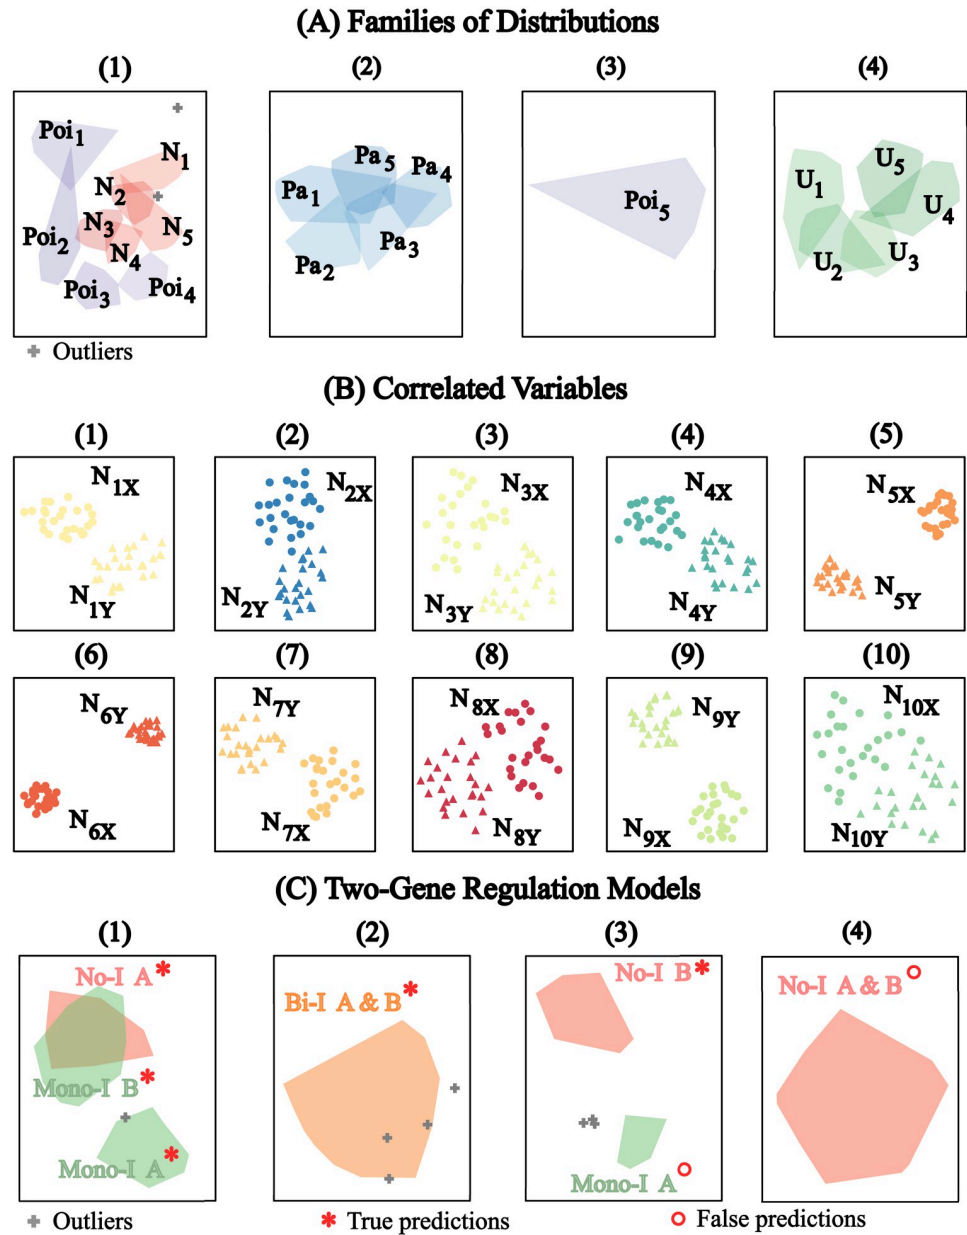 (A) Families of Distributions
(1) (2) (3) (4)
Poi1 N1 N2 N3 N5 Poi2 N4 Poi3 Poi4
Pa5 Pa4 Pa1 Pa3 Pa2
Poi5
U5 U1 U4 U3 U2
Outliers
(B) Correlated Variables
(1) (2) (3) (4) (5)
N1X N2X N3X N4X N5X
N1Y N2Y N3Y N4Y N5Y
(6) (7) (8) (9) (10)
N6Y N7Y N8X N9Y N10X
N6X N7X N8Y N9X N10Y
(C) Two-Gene Regulation Models
(1) (2) (3) (4)
No-I A
Mono-I B
Mono-I A
Bi-I A & B
No-I B
Mono-I A
No-I A & B
Outliers True predictions False predictions